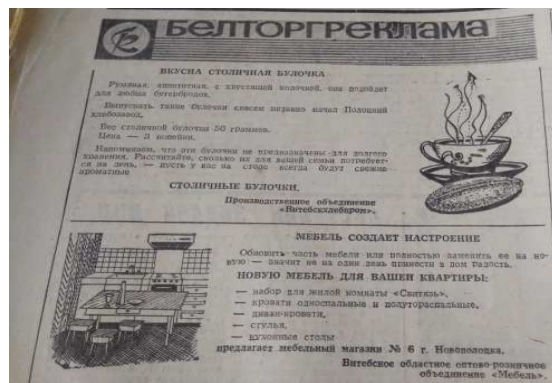 БЕЛТОРГРЕКЛАМА
ВКУСНА СТОЛИЧНАЯ БУЛОЧКА
Румяная, аппетитная, с хрустящей корочкой, она подойдет
для любых бутербродов.
Выпускать такие булочки совсем недавно начал Полоцкий
хлебозавод.
Вес столичной булочки 50 граммов.
Цена — 3 копейки.
Напоминаем, что эти булочки не предназначены для долгого
хранения. Рассчитайте, сколько их для вашей семьи потребует-
ся на день, — пусть у вас на столе всегда будут свежие
ароматные
СТОЛИЧНЫЕ БУЛОЧКИ.
Производственное объединение
«Витебскхлебпром».
МЕБЕЛЬ СОЗДАЕТ НАСТРОЕНИЕ
Обновить часть мебели или полностью заменить ее на но-
вую — значит не на один день принести в дом радость.
НОВУЮ МЕБЕЛЬ ДЛЯ ВАШЕЙ КВАРТИРЫ:
— набор для жилой комнаты «Свитязь»,
— кровати односпальные и полутораспальные,
— диван-кровати,
— стулья,
— кухонные столы
предлагает мебельный магазин № 6 г. Новополоцка.
Витебское областное оптово-розничное
объединение «Мебель».